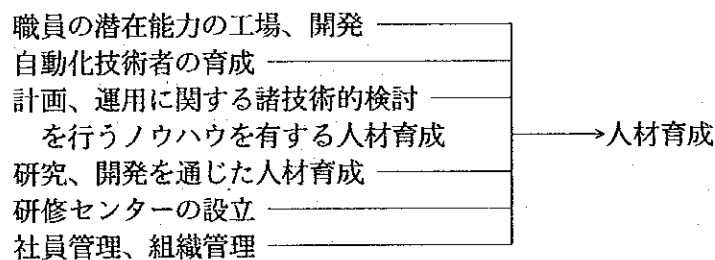 職員の潜在能力の工場、開発
自動化技術者の育成
計画、運用に関する諸技術的検討
を行うノウハウを有する人材育成
→人材育成
研究、開発を通じた人材育成
研修センターの設立
社員管理、組織管理